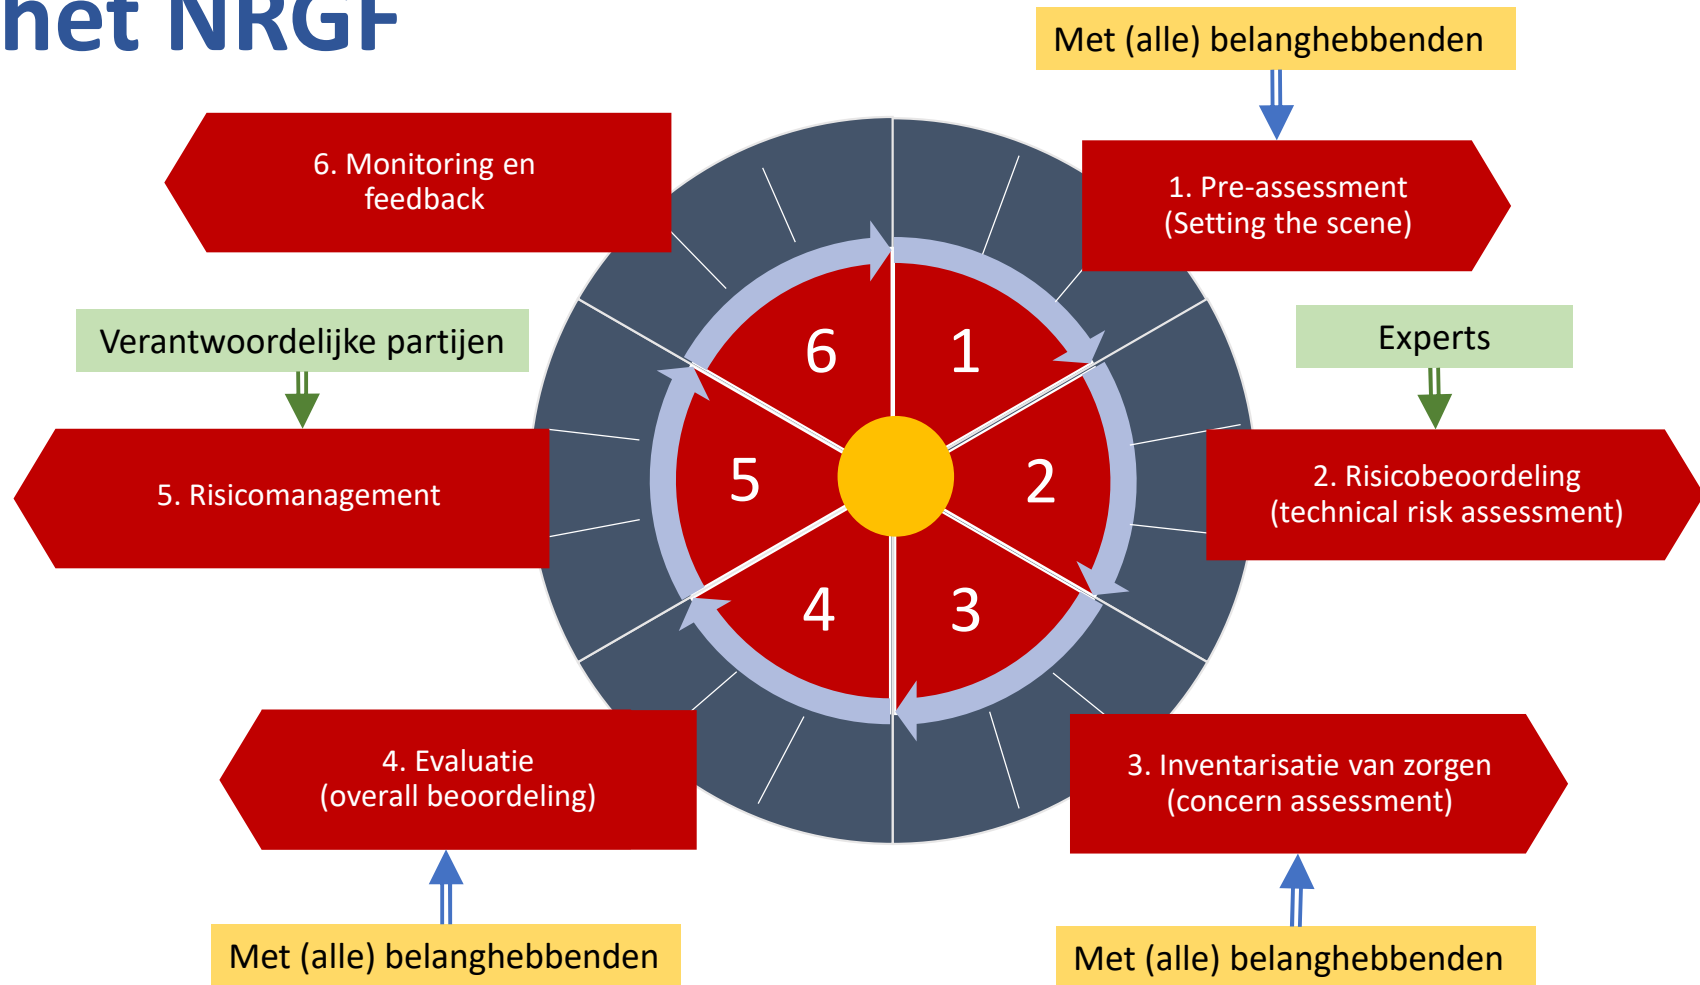 het NRGF
Met (alle) belanghebbenden
6. Monitoring en
feedback
1. Pre-assessment
(Setting the scene)
Verantwoordelijke partijen
Experts
6
1
5
2
5. Risicomanagement
2. Risicobeoordeling
(technical risk assessment)
4
3
4. Evaluatie
(overall beoordeling)
3. Inventarisatie van zorgen
(concern assessment)
Met (alle) belanghebbenden
Met (alle) belanghebbenden